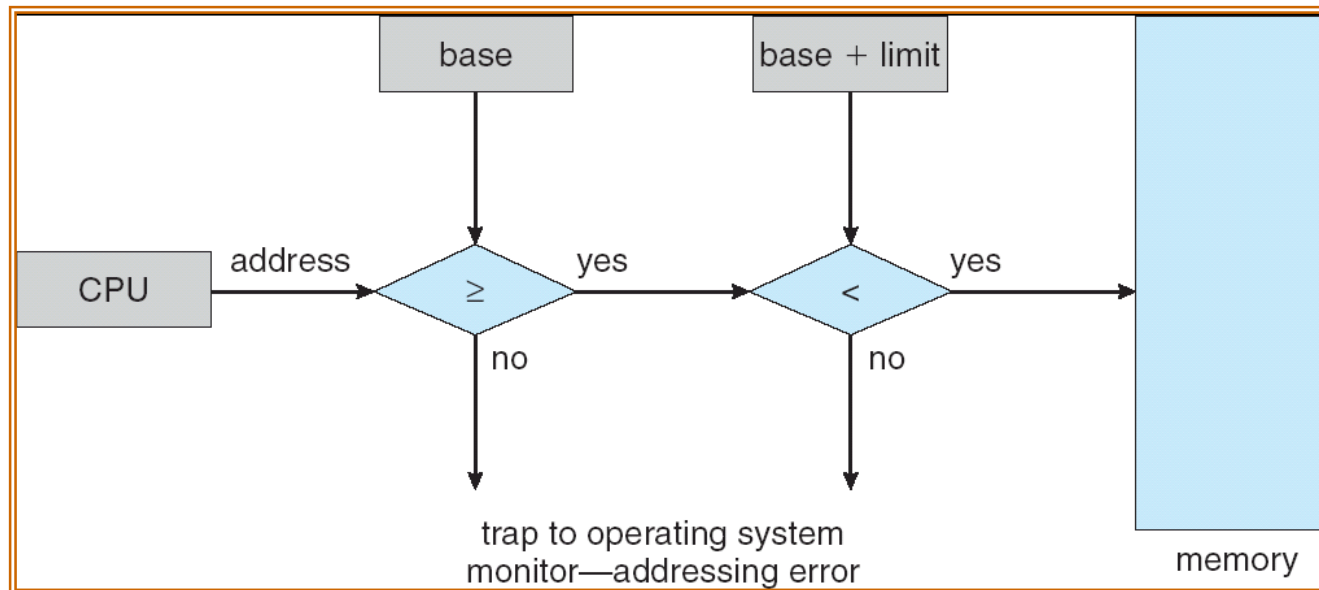 base
base + limit
CPU
address
≥
yes
<
yes
no
no
trap to operating system
monitor—addressing error
memory